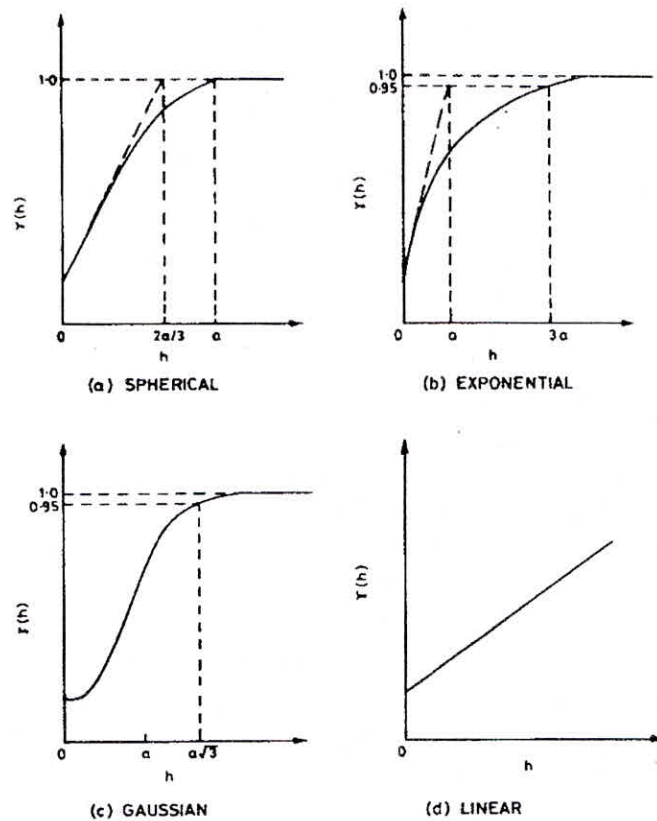 1·0
γ(h)
0
2a/3
a
h
(a) SPHERICAL
1·0
0·95
γ(h)
0
a
3a
h
(b) EXPONENTIAL
1·0
0·95
γ(h)
0
a
a√3
h
(c) GAUSSIAN
γ(h)
0
h
(d) LINEAR